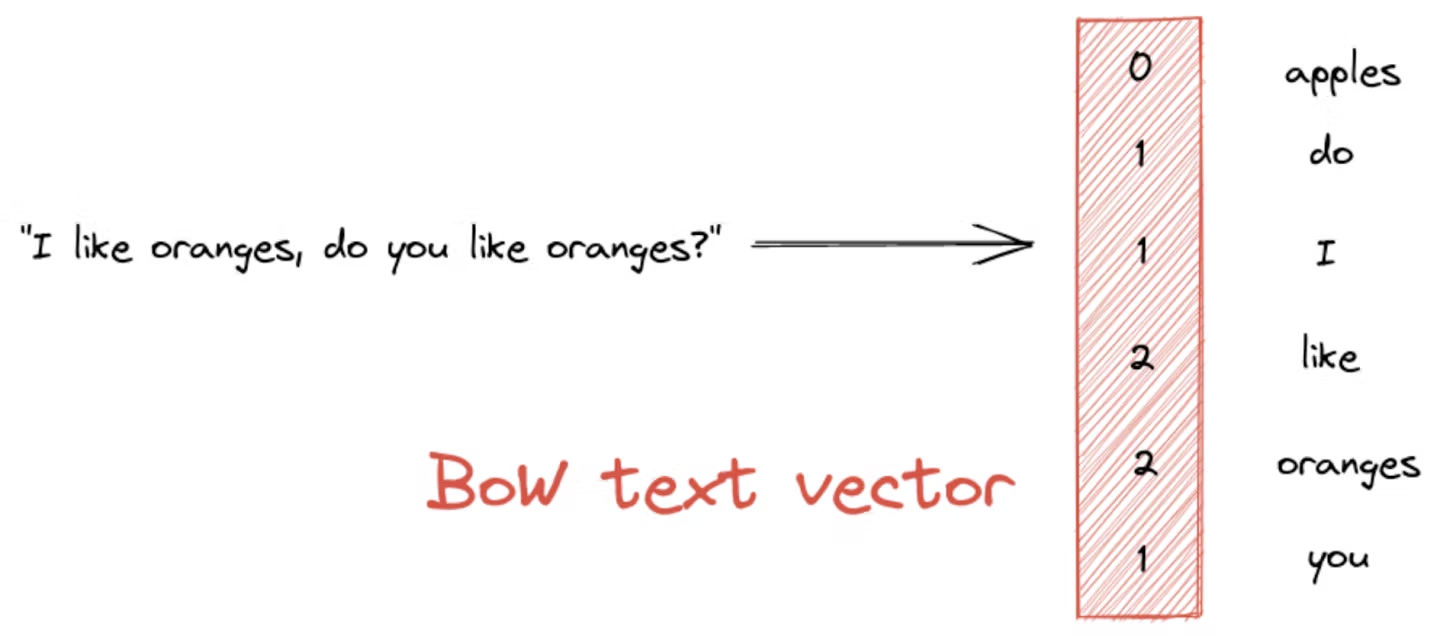 0 apples
1 do
"I like oranges, do you like oranges?" 1 I
2 like
BoW text vector 2 oranges
1 you